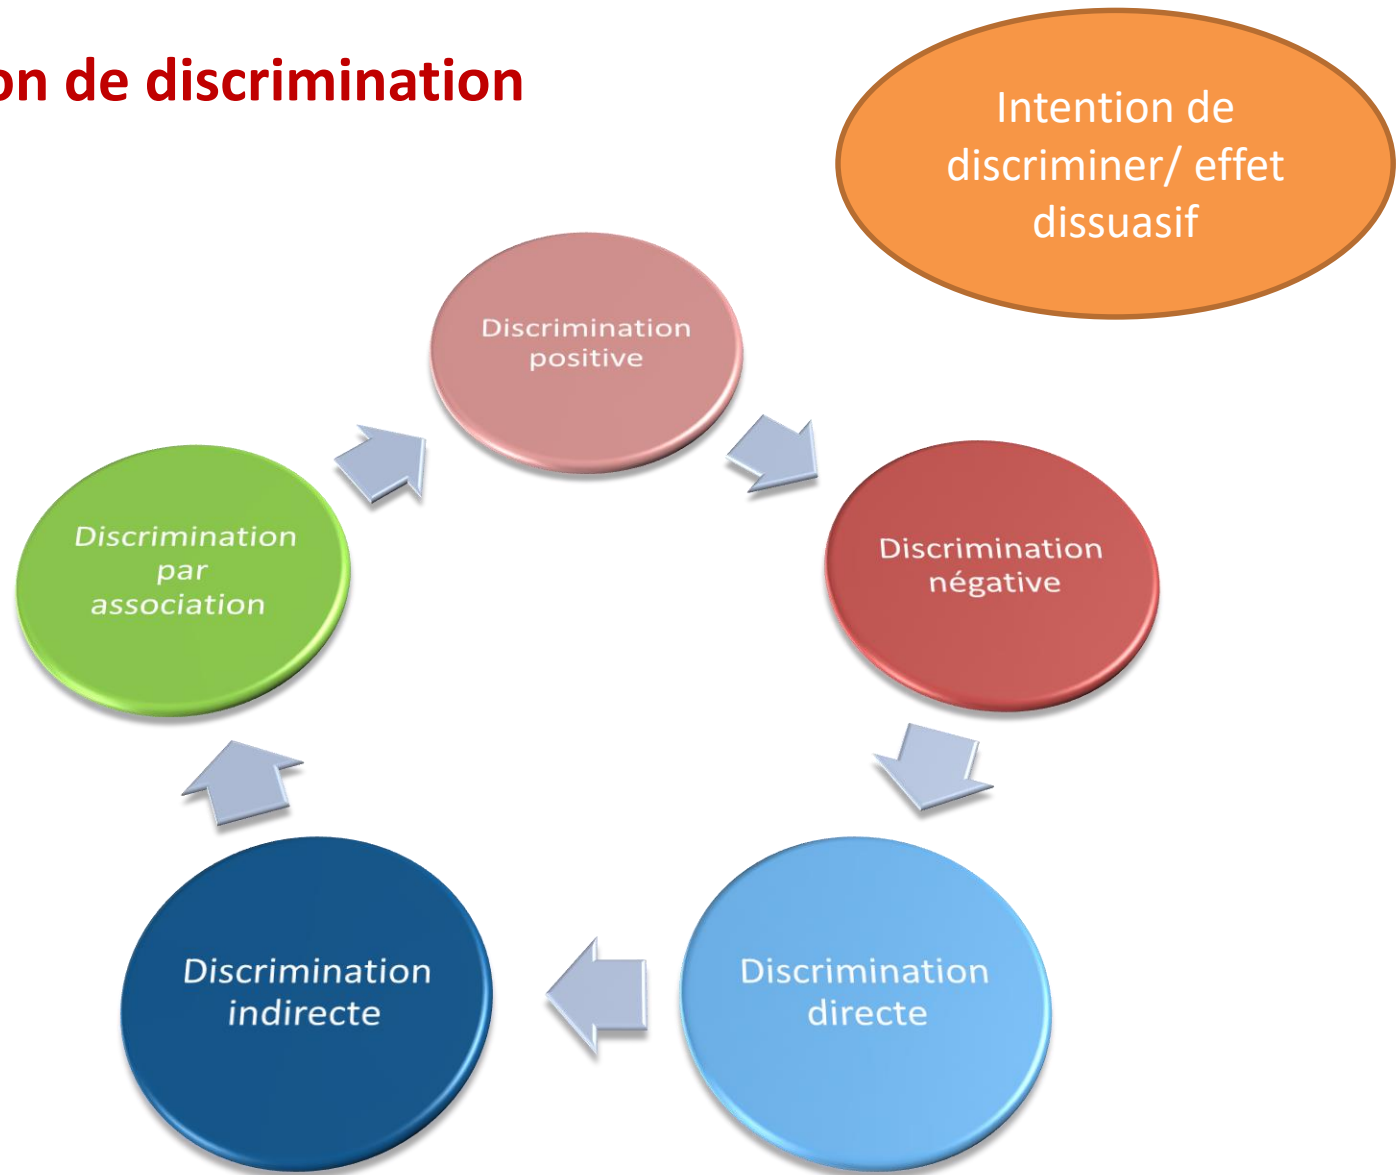 on de discrimination
Intention de
discriminer/ effet
dissuasif
Discrimination
positive
Discrimination
négative
Discrimination
directe
Discrimination
indirecte
Discrimination
par
association